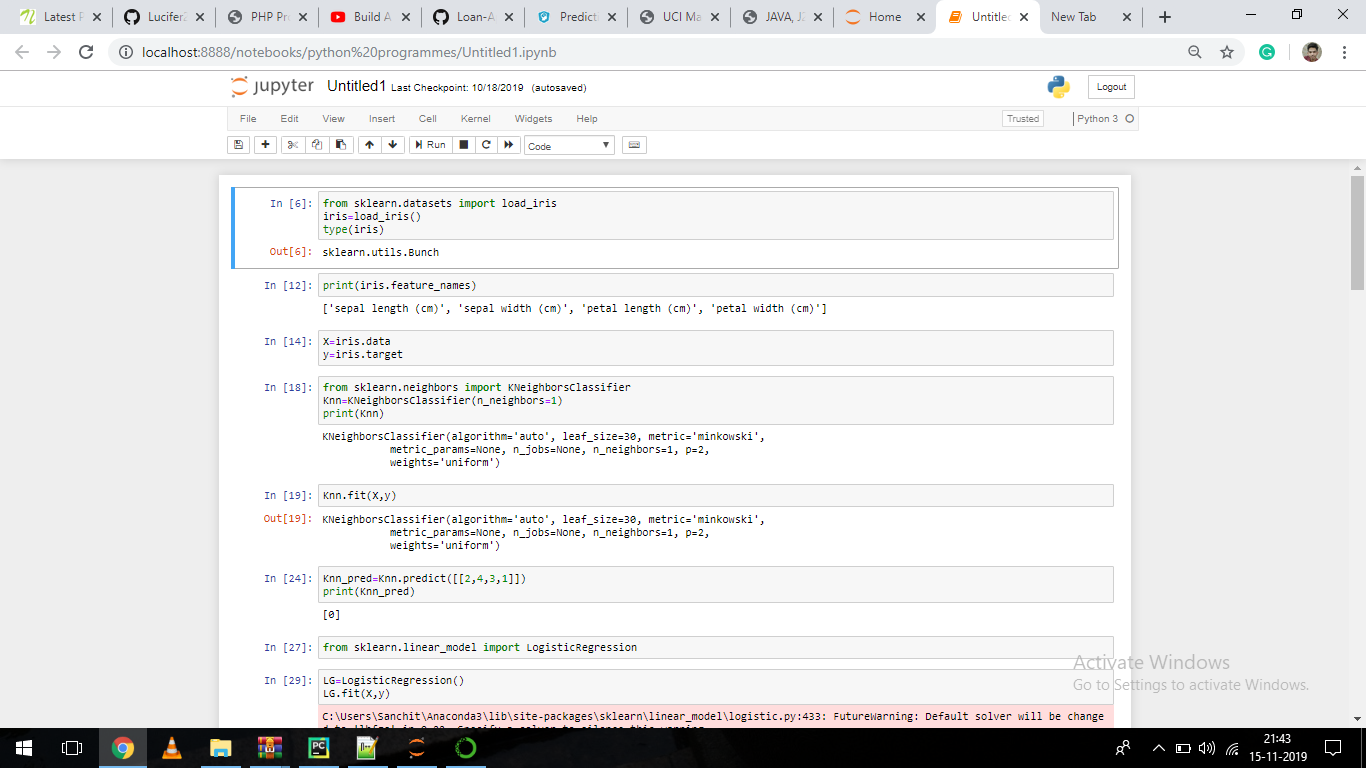 Latest P
Lucifer
PHP Pr
Build A
Loan-A
Predicti
UCI Ma
JAVA, J
Home
Untitle
New Tab
localhost:8888/notebooks/python%20programmes/Untitled1.ipynb
jupyter Untitled1 Last Checkpoint: 10/18/2019 (autosaved)
Logout
File Edit View Insert Cell Kernel Widgets Help
Trusted
Python 3
Run
Code
In [6]: from sklearn.datasets import load_iris
iris=load_iris()
type(iris)
Out[6]: sklearn.utils.Bunch
In [12]: print(iris.feature_names)
['sepal length (cm)', 'sepal width (cm)', 'petal length (cm)', 'petal width (cm)']
In [14]: X=iris.data
y=iris.target
In [18]: from sklearn.neighbors import KNeighborsClassifier
Knn=KNeighborsClassifier(n_neighbors=1)
print(Knn)
KNeighborsClassifier(algorithm='auto', leaf_size=30, metric='minkowski',
metric_params=None, n_jobs=None, n_neighbors=1, p=2,
weights='uniform')
In [19]: Knn.fit(X,y)
Out[19]: KNeighborsClassifier(algorithm='auto', leaf_size=30, metric='minkowski',
metric_params=None, n_jobs=None, n_neighbors=1, p=2,
weights='uniform')
In [24]: Knn_pred=Knn.predict([[2,4,3,1]])
print(Knn_pred)
[0]
In [27]: from sklearn.linear_model import LogisticRegression
In [29]: LG=LogisticRegression()
LG.fit(X,y)
C:\Users\Sanchit\Anaconda3\lib\site-packages\sklearn\linear_model\logistic.py:433: FutureWarning: Default solver will be change
Activate Windows
Go to Settings to activate Windows.
PC
21:43
15-11-2019